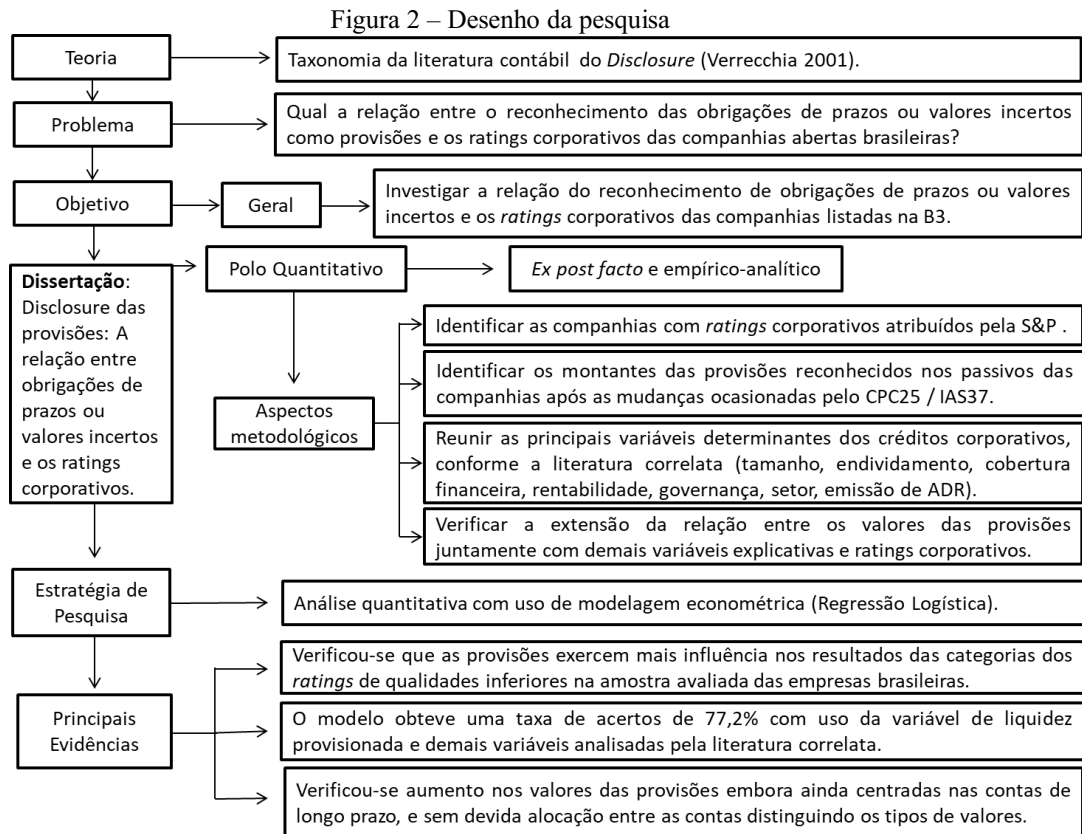 Figura 2 – Desenho da pesquisa
Teoria
Taxonomia da literatura contábil do Disclosure (Verrecchia 2001).
Problema
Qual a relação entre o reconhecimento das obrigações de prazos ou valores incertos
como provisões e os ratings corporativos das companhias abertas brasileiras?
Objetivo
Geral
Investigar a relação do reconhecimento de obrigações de prazos ou valores
incertos e os ratings corporativos das companhias listadas na B3.
Dissertação:
Disclosure das
provisões: A
relação entre
obrigações de
prazos ou
valores incertos
e os ratings
corporativos.
Polo Quantitativo
Ex post facto e empírico-analítico
Aspectos
metodológicos
Identificar as companhias com ratings corporativos atribuídos pela S&P .
Identificar os montantes das provisões reconhecidos nos passivos das
companhias após as mudanças ocasionadas pelo CPC25 / IAS37.
Reunir as principais variáveis determinantes dos créditos corporativos,
conforme a literatura correlata (tamanho, endividamento, cobertura
financeira, rentabilidade, governança, setor, emissão de ADR).
Verificar a extensão da relação entre os valores das provisões
juntamente com demais variáveis explicativas e ratings corporativos.
Estratégia de
Pesquisa
Análise quantitativa com uso de modelagem econométrica (Regressão Logística).
Principais
Evidências
Verificou-se que as provisões exercem mais influência nos resultados das categorias dos
ratings de qualidades inferiores na amostra avaliada das empresas brasileiras.
O modelo obteve uma taxa de acertos de 77,2% com uso da variável de liquidez
provisionada e demais variáveis analisadas pela literatura correlata.
Verificou-se aumento nos valores das provisões embora ainda centradas nas contas de
longo prazo, e sem devida alocação entre as contas distinguindo os tipos de valores.